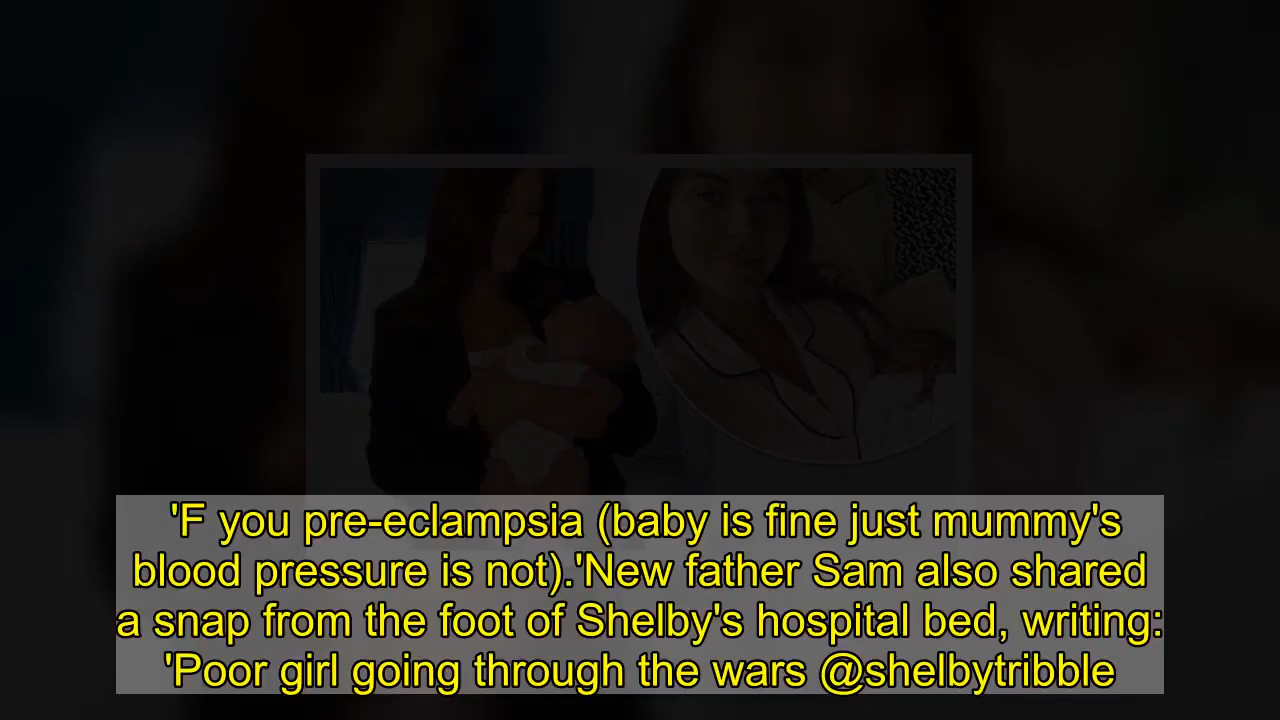 'F you pre-eclampsia (baby is fine just mummy's
blood pressure is not).'New father Sam also shared
a snap from the foot of Shelby's hospital bed, writing:
'Poor girl going through the wars @shelbytribble